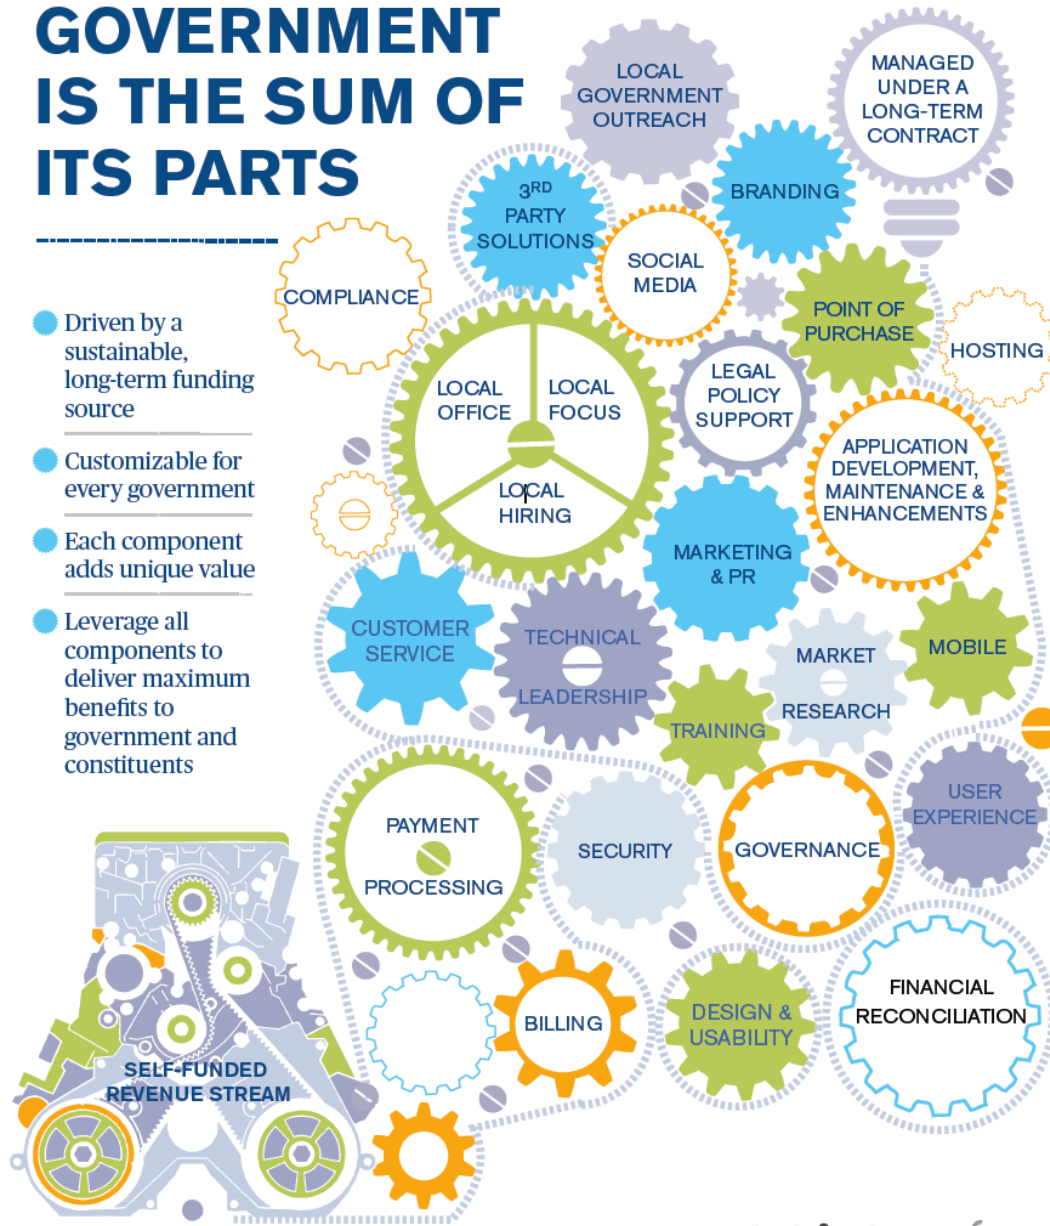 GOVERNMENT
IS THE SUM OF
ITS PARTS
Driven by a
sustainable,
long-term funding
source
Customizable for
every government
Each component
adds unique value
Leverage all
components to
deliver maximum
benefits to
government and
constituents
LOCAL
GOVERNMENT
OUTREACH
MANAGED
UNDER A
LONG-TERM
CONTRACT
3RD
PARTY
SOLUTIONS
BRANDING
SOCIAL
MEDIA
COMPLIANCE
POINT OF
PURCHASE
HOSTING
LOCAL
OFFICE
LOCAL
FOCUS
LOCAL
HIRING
LEGAL
POLICY
SUPPORT
APPLICATION
DEVELOPMENT,
MAINTENANCE &
ENHANCEMENTS
MARKETING
& PR
CUSTOMER
SERVICE
TECHNICAL
LEADERSHIP
MARKET
RESEARCH
MOBILE
TRAINING
PAYMENT
PROCESSING
SECURITY
GOVERNANCE
USER
EXPERIENCE
BILLING
DESIGN &
USABILITY
FINANCIAL
RECONCILIATION
SELF-FUNDED
REVENUE STREAM